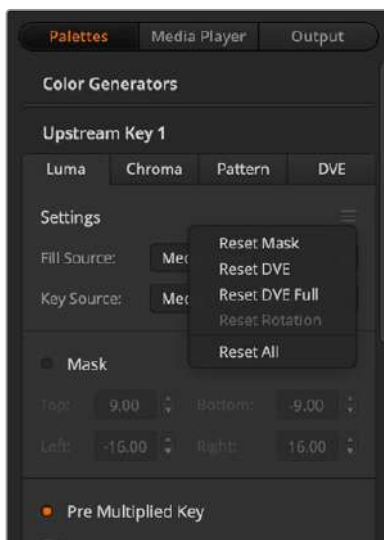 Palettes Media Player Output
Color Generators
Upstream Key 1
Luma Chroma Pattern DVE
Settings
Reset Mask
Fill Source: Med
Reset DVE
Reset DVE Full
Key Source: Med
Reset Rotation
Reset All
Mask
Top: 9.00 Bottom: -9.00
Left: -16.00 Right: 16.00
Pre Multiplied Key